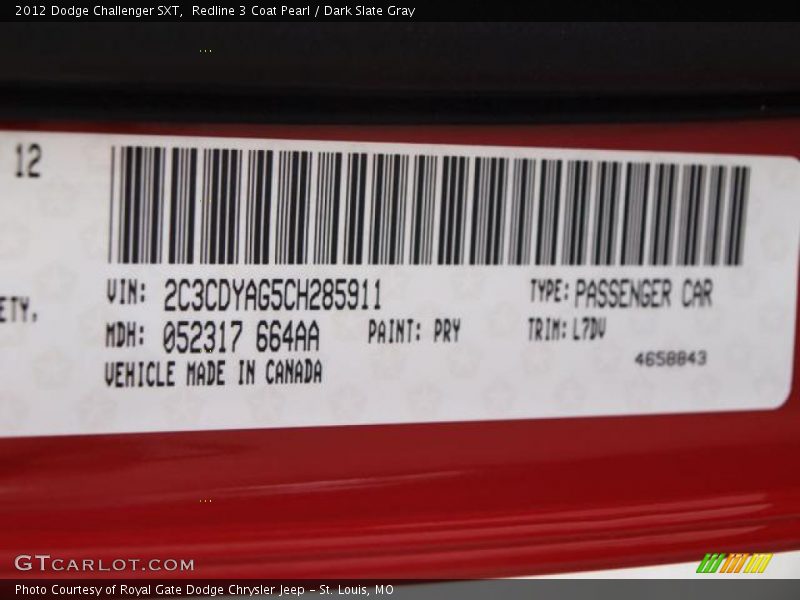 2012 Dodge Challenger SXT,  Redline 3 Coat Pearl / Dark Slate Gray
12
VIN: 2C3CDYAG5CH285911 TYPE: PASSENGER CAR
ETY.
MDH: 052317 664AA PAINT: PRY TRIM: L7DV
4658843
VEHICLE MADE IN CANADA
GTCARLOT.COM
Photo Courtesy of Royal Gate Dodge Chrysler Jeep - St. Louis, MO